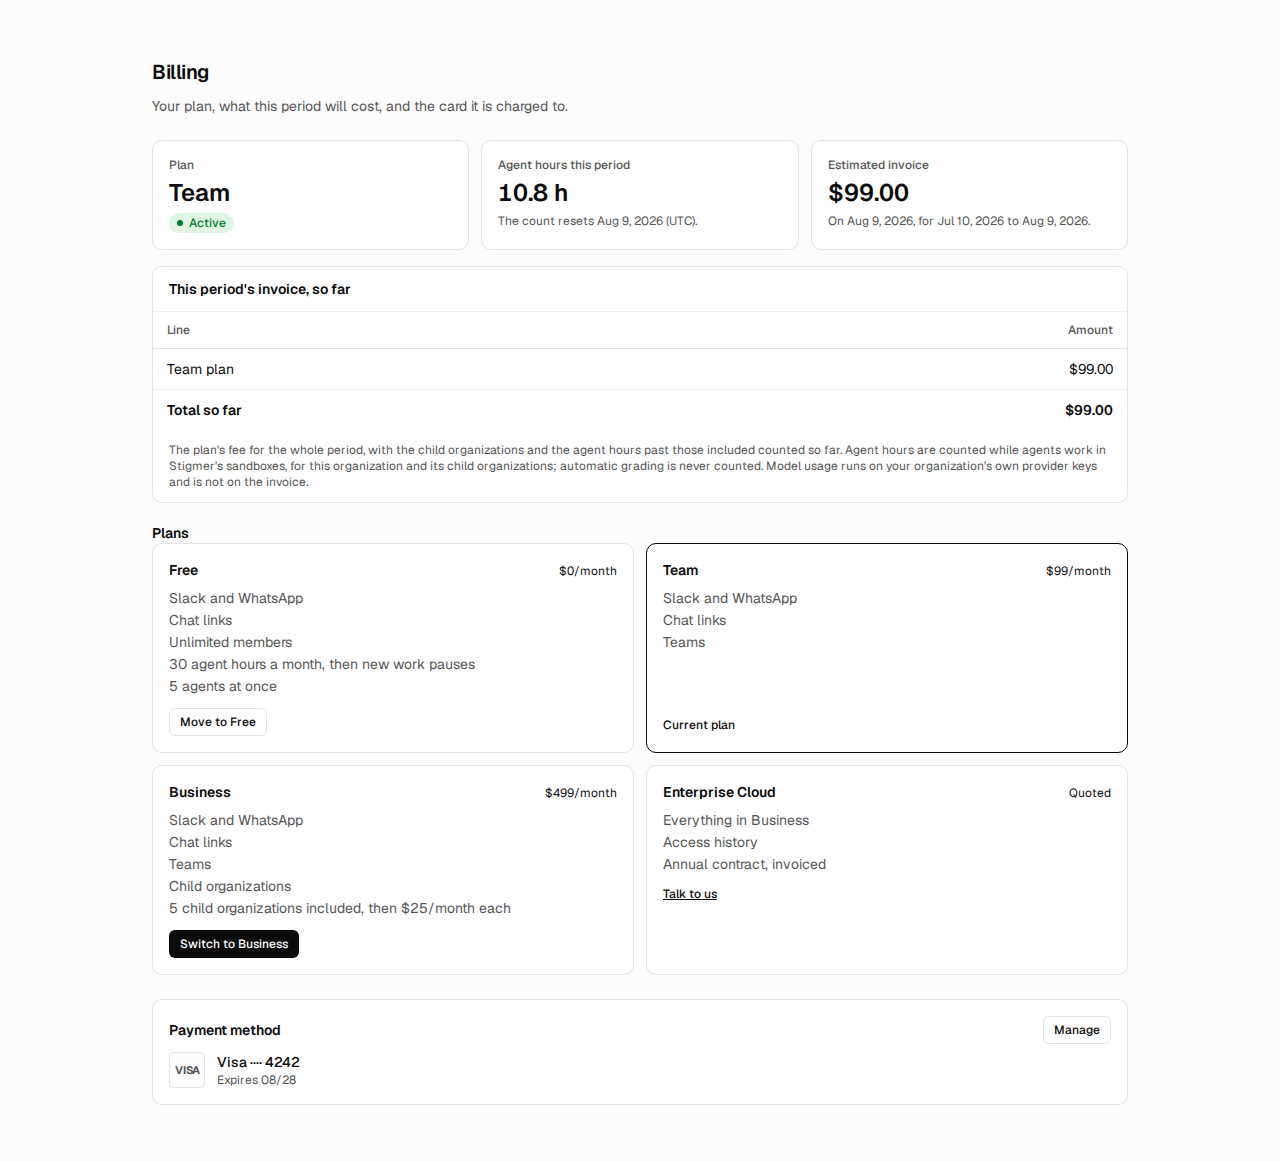 Billing
Your plan, what this period will cost, and the card it is charged to.
Plan
Team
Active
Agent hours this period
10.8 h
The count resets Aug 9, 2026 (UTC).
Estimated invoice
$99.00
On Aug 9, 2026, for Jul 10, 2026 to Aug 9, 2026.
This period's invoice, so far
Line Amount
Team plan $99.00
Total so far $99.00
The plan's fee for the whole period, with the child organizations and the agent hours past those included counted so far. Agent hours are counted while agents work in
Stigmer's sandboxes, for this organization and its child organizations; automatic grading is never counted. Model usage runs on your organization's own provider keys
and is not on the invoice.
Plans
Free $0/month
Slack and WhatsApp
Chat links
Unlimited members
30 agent hours a month, then new work pauses
5 agents at once
Move to Free
Team $99/month
Slack and WhatsApp
Chat links
Teams
Current plan
Business $499/month
Slack and WhatsApp
Chat links
Teams
Child organizations
5 child organizations included, then $25/month each
Switch to Business
Enterprise Cloud Quoted
Everything in Business
Access history
Annual contract, invoiced
Talk to us
Payment method Manage
VISA
Visa ···· 4242
Expires 08/28